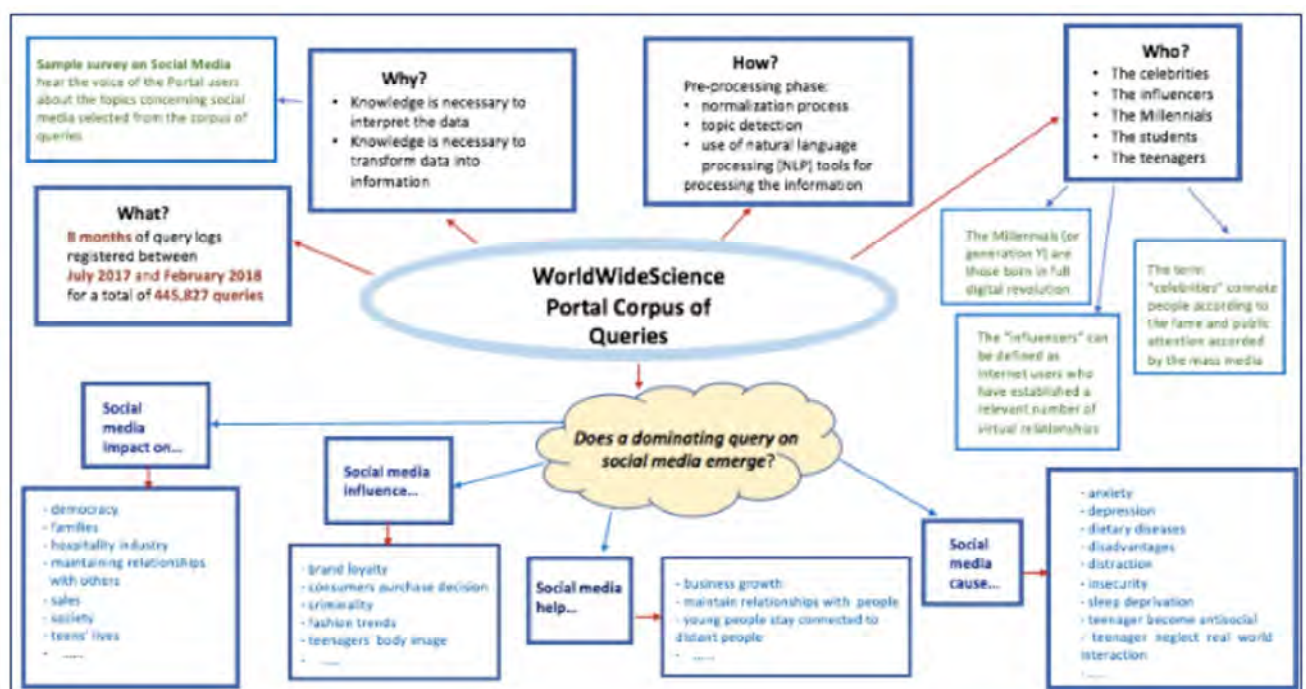 Sample survey on Social Media
hear the voice of the Portal users
about the topics concerning social
media selected from the corpus of
queries
Why?
• Knowledge is necessary to
interpret the data
• Knowledge is necessary to
transform data into
information
How?
Pre-processing phase:
• normalization process
• topic detection
• use of natural language
processing (NLP) tools for
processing the information
Who?
• The celebrities
• The influencers
• The Millennials
• The students
• The teenagers
What?
8 months of query logs
registered between
July 2017 and February 2018
for a total of 445,827 queries
WorldWideScience
Portal Corpus of
Queries
The Millennials (or
generation Y) are
those born in full
digital revolution
The term
"celebrities" connote
people according to
the fame and public
attention accorded
by the mass media
The "influencers" can
be defined as
Internet users who
have established a
relevant number of
virtual relationships
Does a dominating query on
social media emerge?
Social
media
impact on...
- democracy
- families
- hospitality industry
- maintaining relationships
with others
- sales
- society
- teens' lives
- ......
Social media
influence...
- brand loyalty
- consumers purchase decision
- criminality
- fashion trends
- teenagers' body image
- .....
Social media
help...
- business growth
- maintain relationships with people
- young people stay connected to
distant people
- ......
Social
media
cause...
- anxiety
- depression
- dietary diseases
- disadvantages
- distraction
- insecurity
- sleep deprivation
- teenager become antisocial
- teenager neglect real world
interaction
- .....